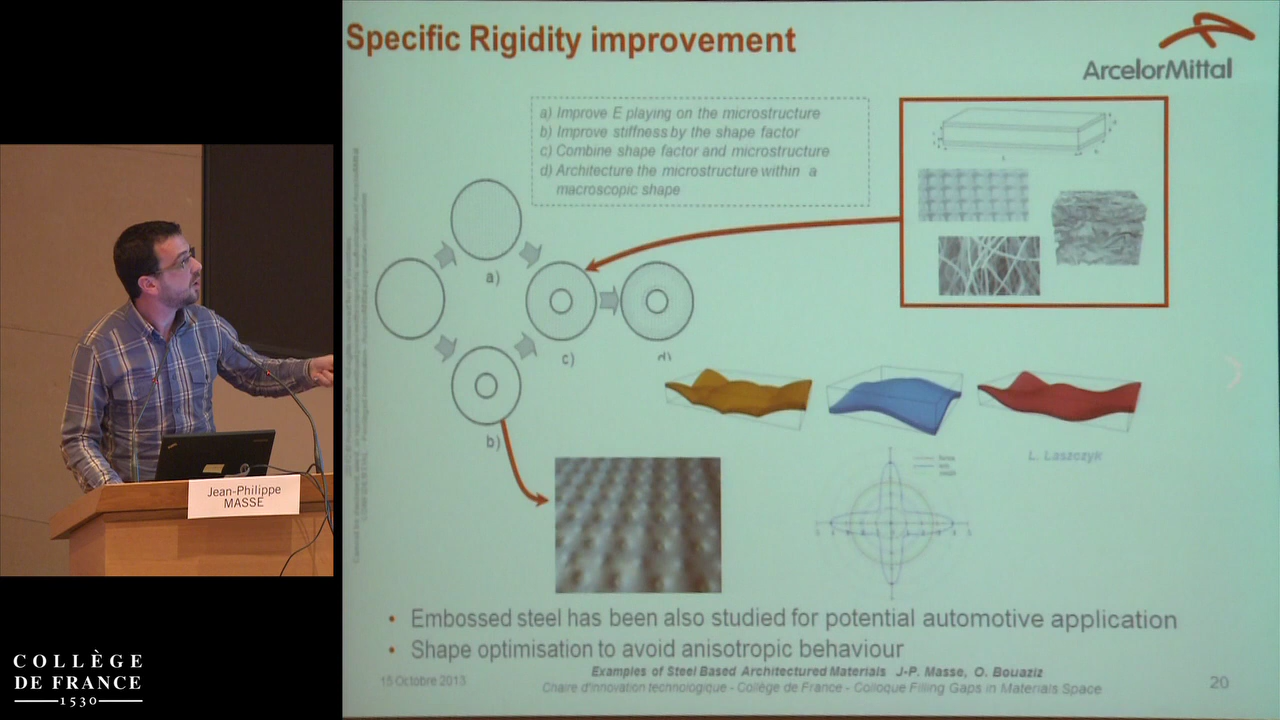 Specific Rigidity improvement
ArcelorMittal
a) Improve E playing on the microstructure
b) Improve stiffness by the shape factor
c) Combine shape factor and microstructure
d) Architecture the microstructure within a
macroscopic shape
a)
c)
d)
b)
L. Laszczyk
Jean-Philippe
MASSE
• Embossed steel has been also studied for potential automotive application
• Shape optimisation to avoid anisotropic behaviour
Examples of Steel Based Architectured Materials J-P. Masse, O. Bouaziz
15 Octobre 2013
Chaire d'innovation technologique - Collège de France - Colloque Filling Gaps in Materials Space
20
COLLÈGE
DE FRANCE
1530